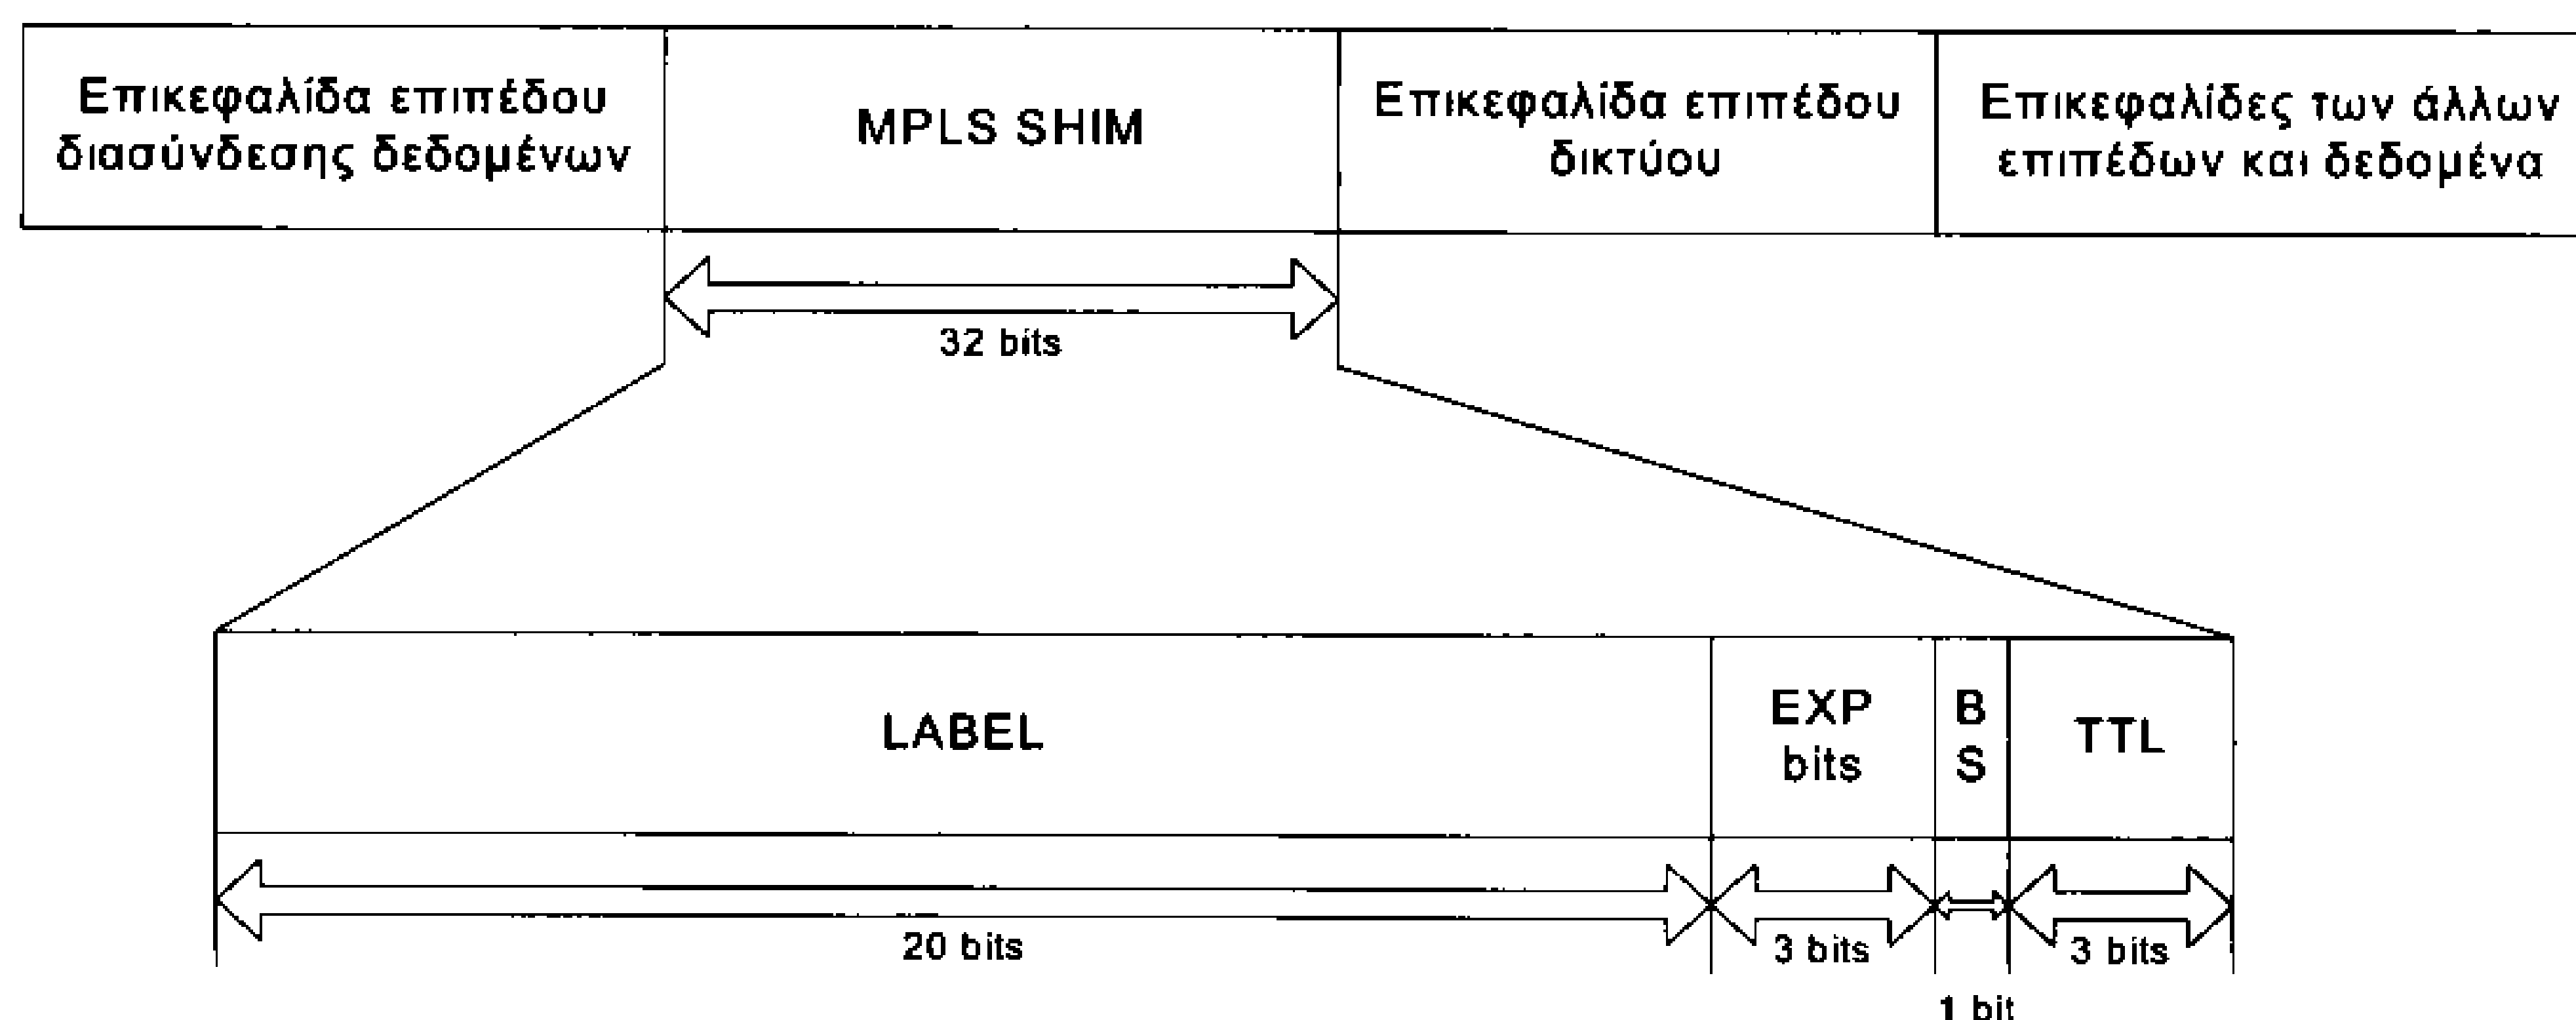 Επικεφαλίδα επιπέδου
διασύνδεσης δεδομένων
MPLS SHIM
Επικεφαλίδα επιπέδου
δικτύου
Επικεφαλίδες των άλλων
επιπέδων και δεδομένα
32 bits
LABEL
EXP
bits
B
S
TTL
20 bits
3 bits
1 bit
3 bits